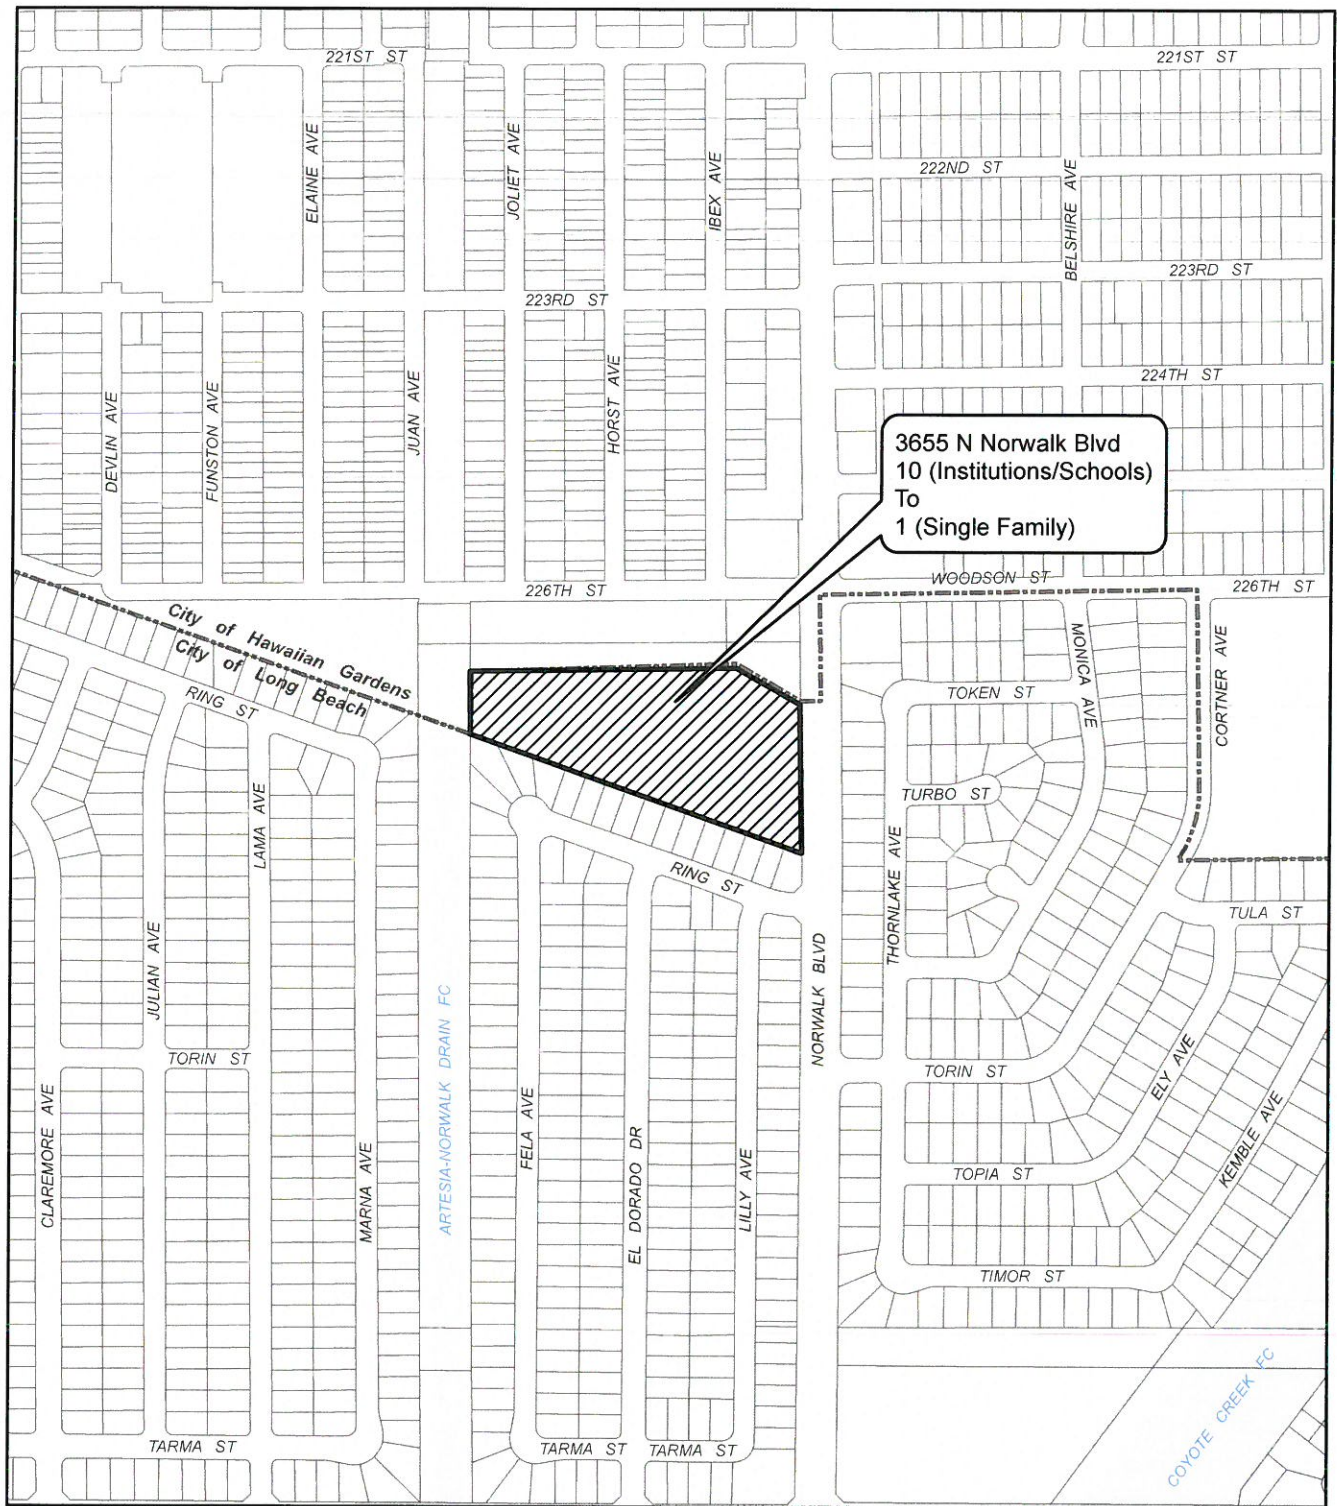 221ST ST
221ST ST
ELAINE AVE
JOLIET AVE
IBEX AVE
222ND ST
BELSHIRE AVE
223RD ST
223RD ST
224TH ST
DEVLIN AVE
FUNSTON AVE
JUAN AVE
HORST AVE
3655 N Norwalk Blvd
10 (Institutions/Schools)
To
1 (Single Family)
226TH ST
WOODSON ST
226TH ST
City of Hawaiian Gardens
City of Long Beach
RING ST
MONICA AVE
TOKEN ST
CORTNER AVE
TURBO ST
LAMA AVE
THORNLAKE AVE
RING ST
TULA ST
JULIAN AVE
NORWALK BLVD
ARTESIA-NORWALK DRAIN FC
TORIN ST
TORIN ST
ELY AVE
CLAREMORE AVE
MARNA AVE
FELA AVE
EL DORADO DR
LILLY AVE
KEMBLE AVE
TOPIA ST
TIMOR ST
COYOTE CREEK FC
TARMA ST
TARMA ST
TARMA ST